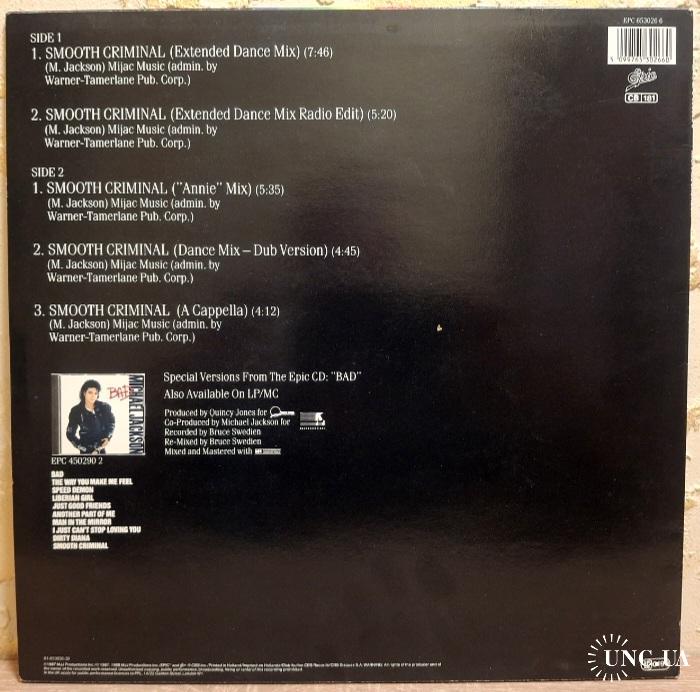 SIDE 1
1. SMOOTH CRIMINAL (Extended Dance Mix) (7:46)
(M. Jackson) Mijac Music (admin. by
Warner-Tamerlane Pub. Corp.)
2. SMOOTH CRIMINAL (Extended Dance Mix Radio Edit) (5:20)
(M. Jackson) Mijac Music (admin. by
Warner-Tamerlane Pub. Corp.)
SIDE 2
1. SMOOTH CRIMINAL ("Annie" Mix) (5:35)
(M. Jackson) Mijac Music (admin. by
Warner-Tamerlane Pub. Corp.)
2. SMOOTH CRIMINAL (Dance Mix – Dub Version) (4:45)
(M. Jackson) Mijac Music (admin. by
Warner-Tamerlane Pub. Corp.)
3. SMOOTH CRIMINAL (A Cappella) (4:12)
(M. Jackson) Mijac Music (admin. by
Warner-Tamerlane Pub. Corp.)
EPC 653026 6
5 099765 302660
Epic
CB 181
BAD
MICHAEL JACKSON
EPC 450290 2
Special Versions From The Epic CD: "BAD"
Also Available On LP/MC
Produced by Quincy Jones for
Co-Produced by Michael Jackson for
Recorded by Bruce Swedien
Re-Mixed by Bruce Swedien
Mixed and Mastered with
BAD
THE WAY YOU MAKE ME FEEL
SPEED DEMON
LIBERIAN GIRL
JUST GOOD FRIENDS
ANOTHER PART OF ME
MAN IN THE MIRROR
I JUST CAN'T STOP LOVING YOU
DIRTY DIANA
SMOOTH CRIMINAL
UNC.UA